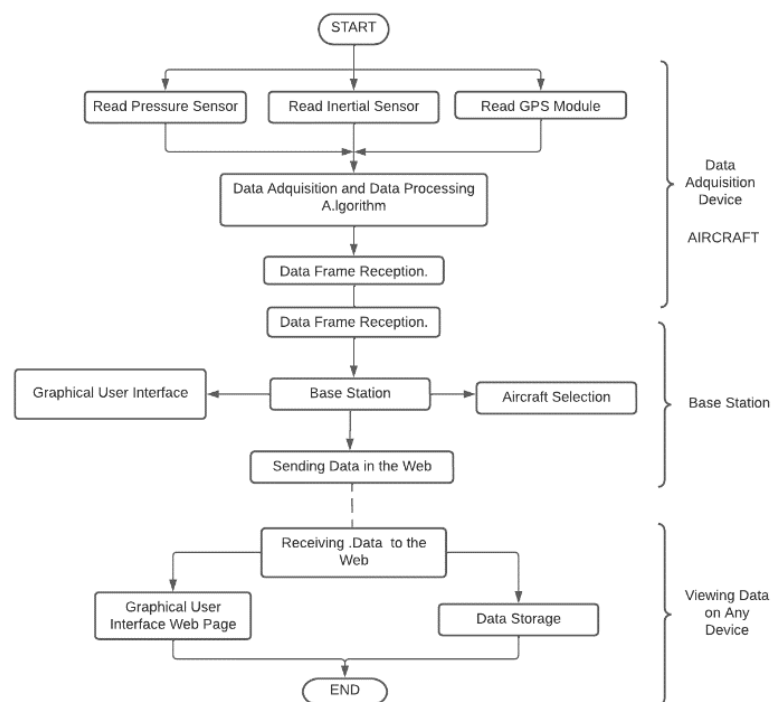 START
Read Pressure Sensor
Read Inertial Sensor
Read GPS Module
Data Adquisition and Data Processing
A.lgorithm
Data
Adquisition
Device
AIRCRAFT
Data Frame Reception.
Data Frame Reception.
Graphical User Interface
Base Station
Aircraft Selection
Base Station
Sending Data in the Web
Receiving .Data to the
Web
Graphical User
Interface Web Page
Data Storage
Viewing Data
on Any
Device
END